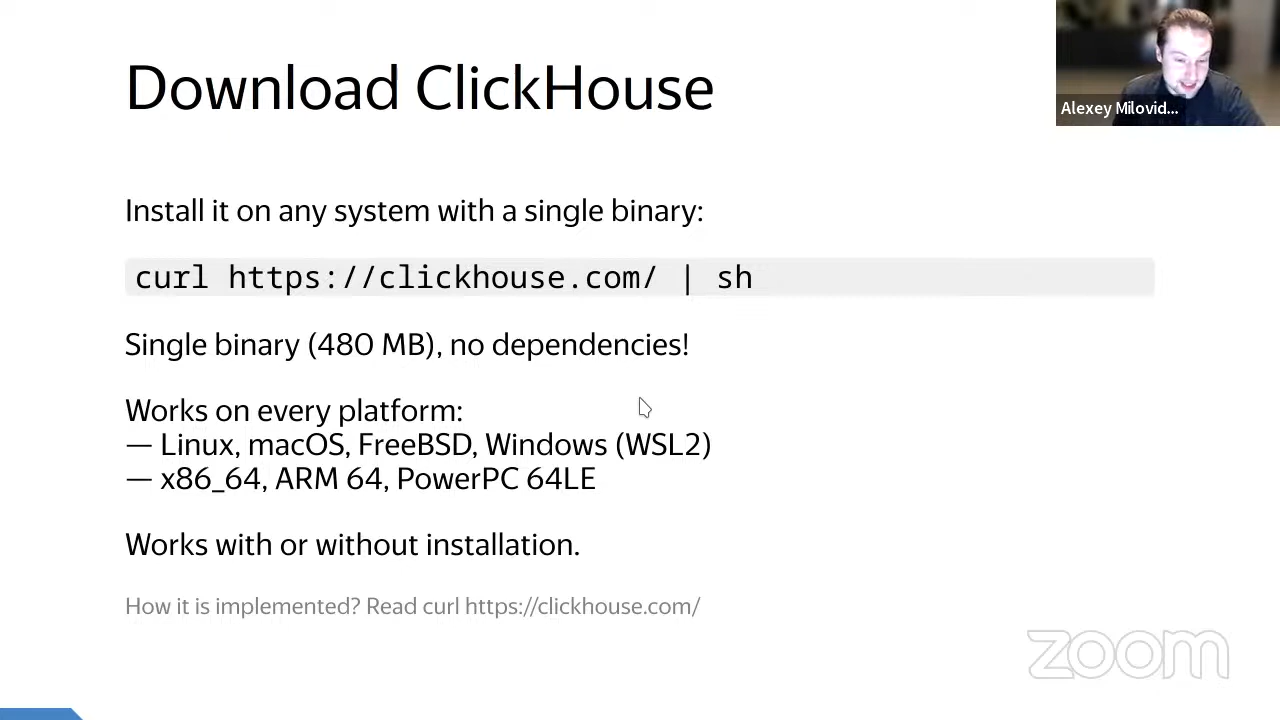 Download ClickHouse
Alexey Milovid...
Install it on any system with a single binary:
curl https://clickhouse.com/ | sh
Single binary (480 MB), no dependencies!
Works on every platform:
— Linux, macOS, FreeBSD, Windows (WSL2)
— x86_64, ARM 64, PowerPC 64LE
Works with or without installation.
How it is implemented? Read curl https://clickhouse.com/
zoom